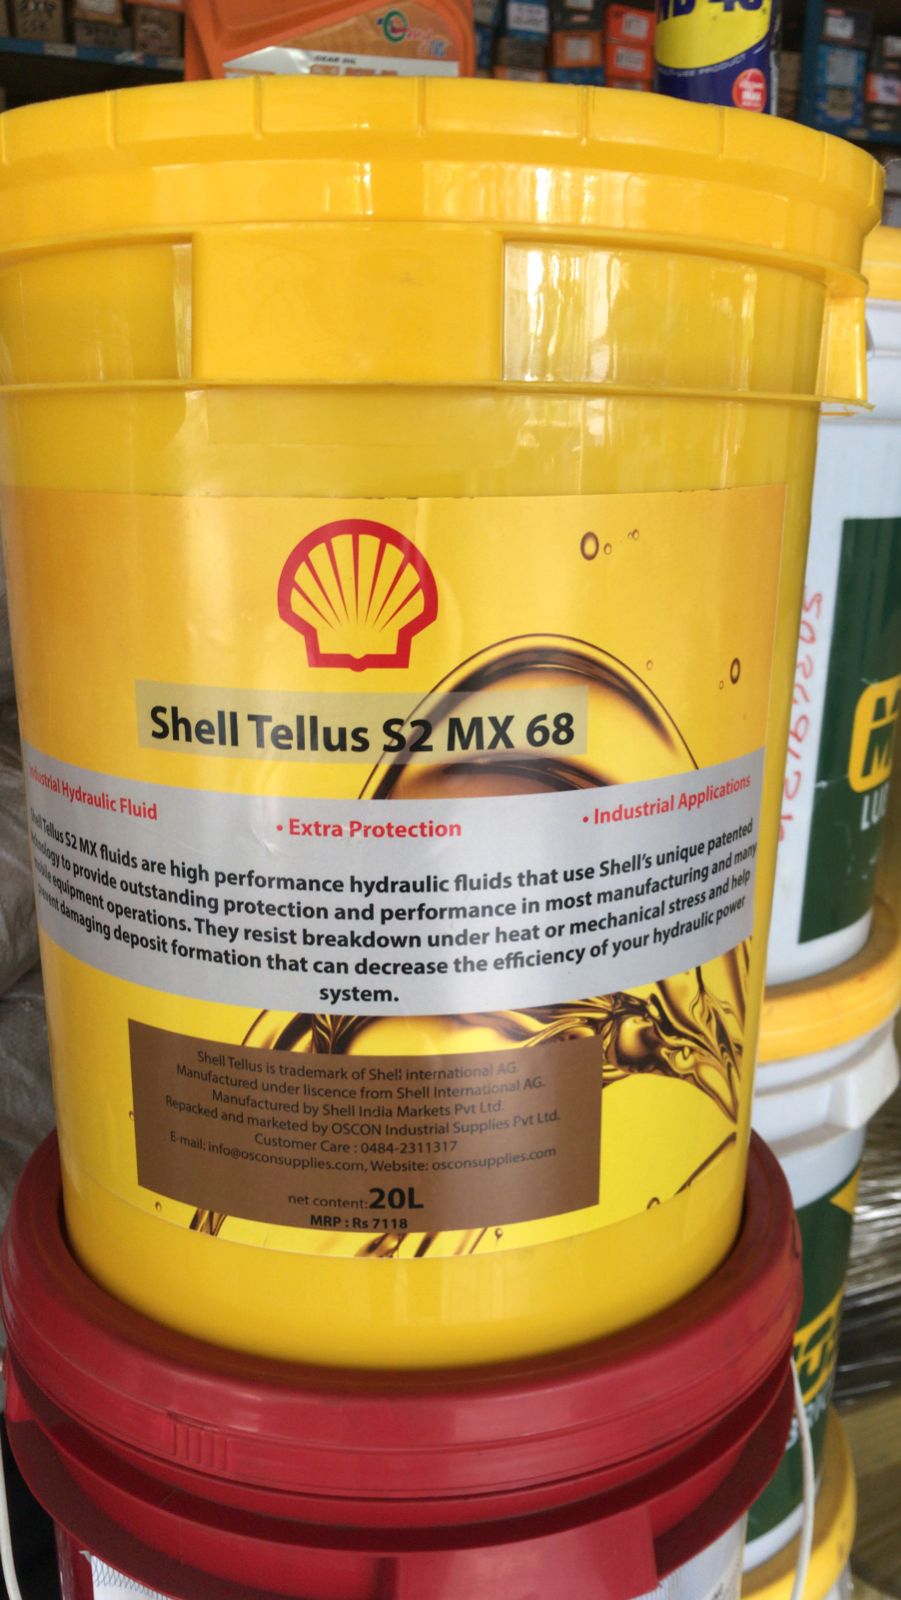 GEAR OIL
Shell Tellus S2 MX 68
Industrial Hydraulic Fluid
• Extra Protection
• Industrial Applications
Shell Tellus S2 MX fluids are high performance hydraulic fluids that use Shell's unique patented
technology to provide outstanding protection and performance in most manufacturing and many
mobile equipment operations. They resist breakdown under heat or mechanical stress and help
prevent damaging deposit formation that can decrease the efficiency of your hydraulic power
system.
Shell Tellus is trademark of Shell international AG.
Manufactured under liscence from Shell International AG.
Manufactured by Shell India Markets Pvt Ltd.
Repacked and marketed by OSCON Industrial Supplies Pvt Ltd.
Customer Care : 0484-2311317
E-mail: info@osconsupplies.com, Website: osconsupplies.com
net content:20L
MRP : Rs 7118